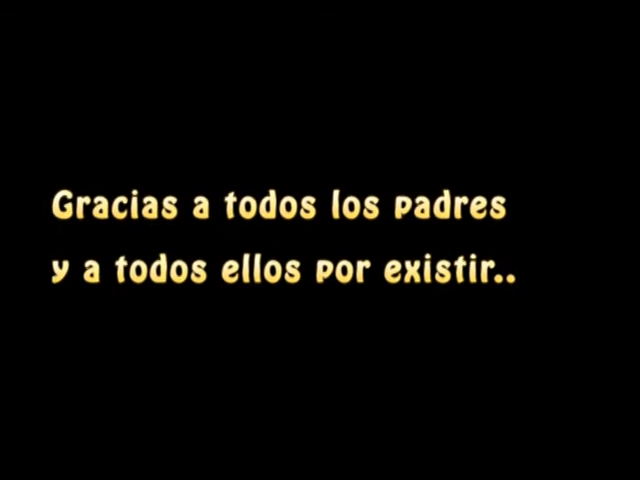 Gracias a todos los padres
y a todos ellos por existir..